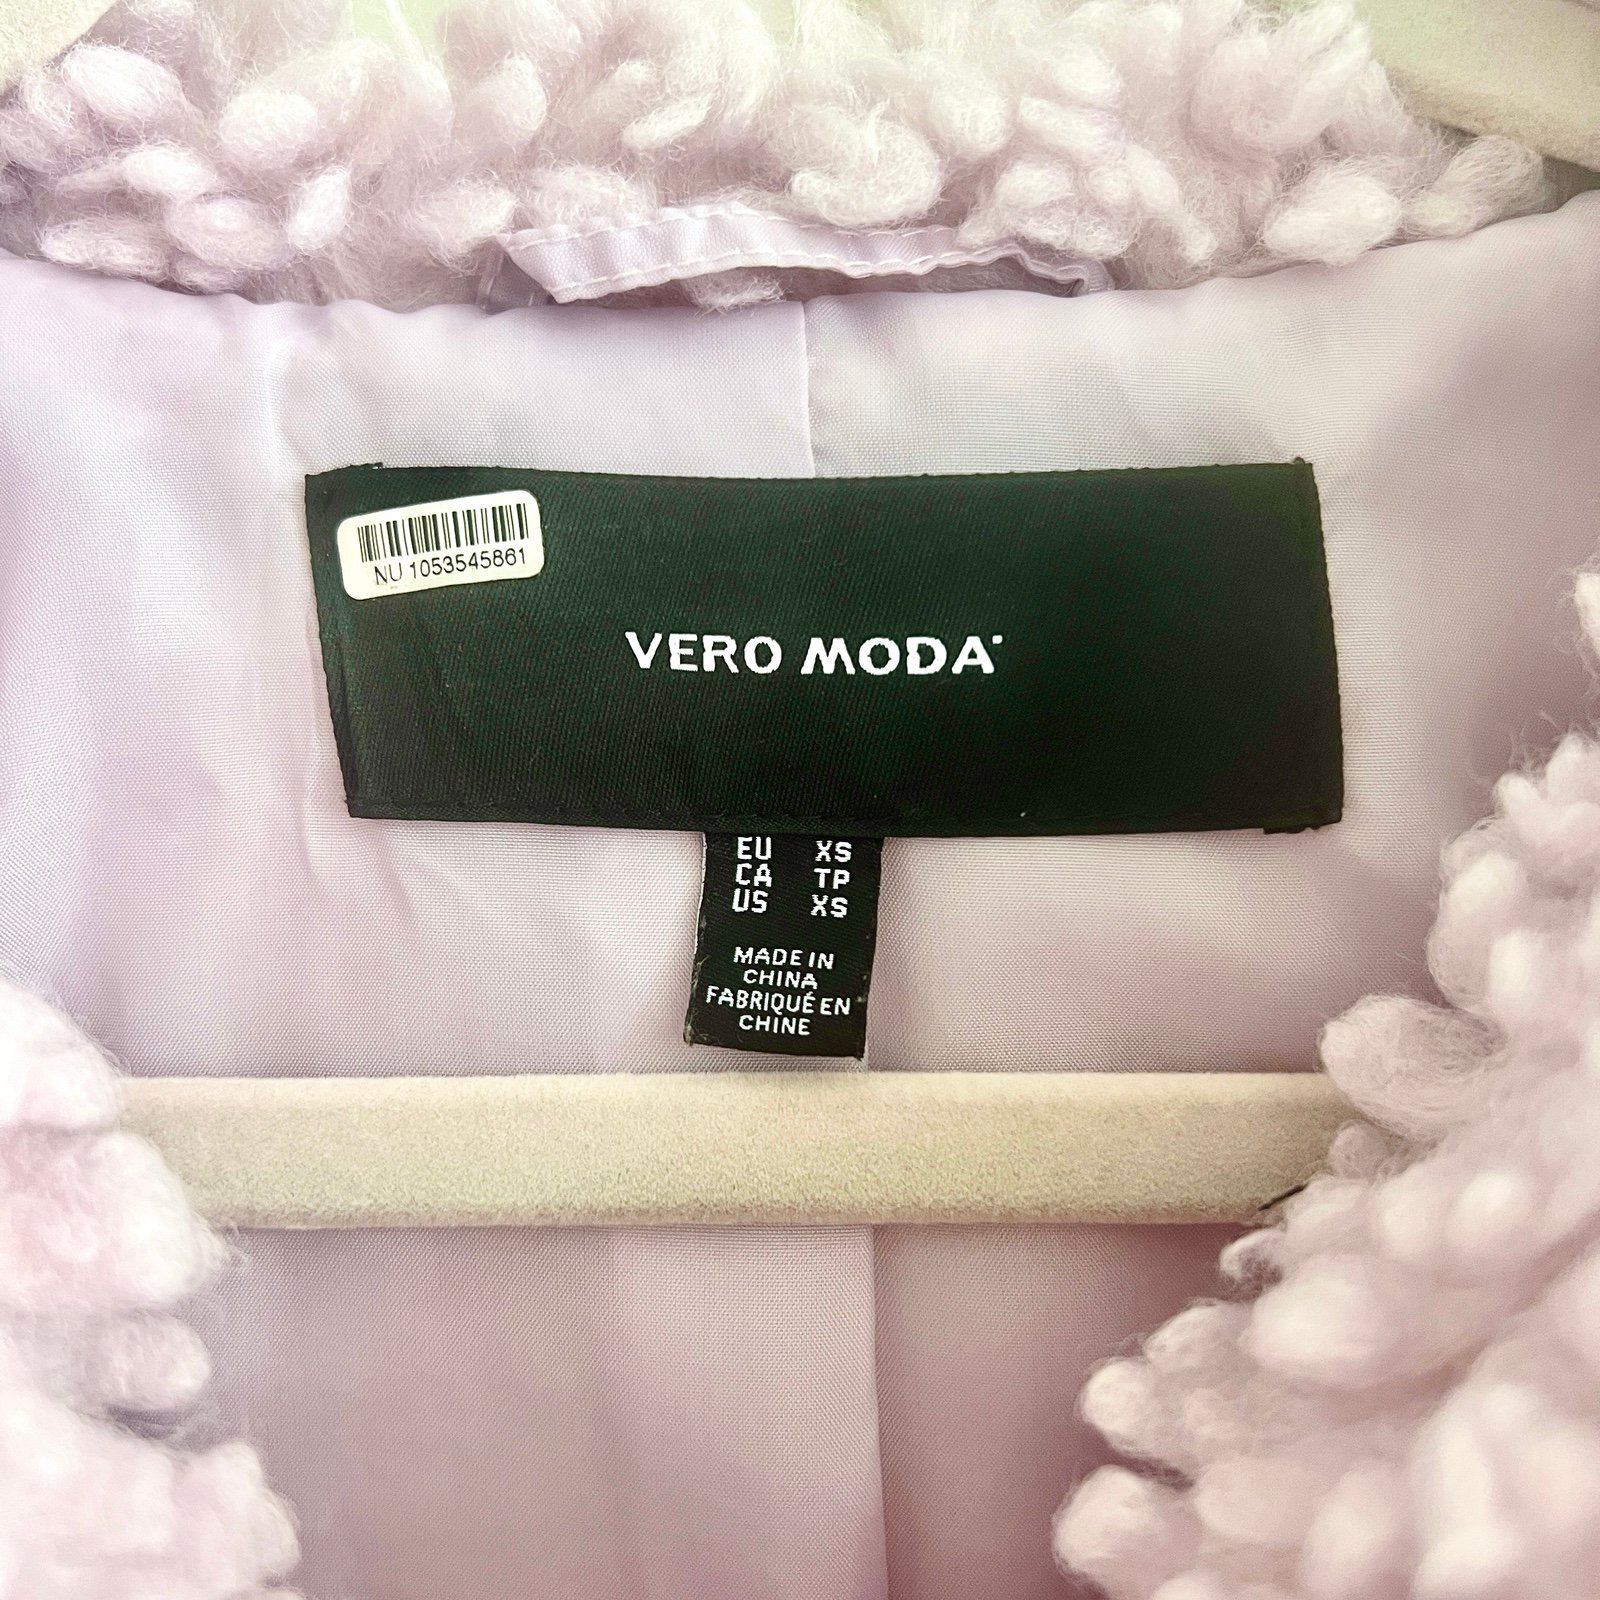 NU 1053545861
VERO MODA
EU XS
CA TP
US XS
MADE IN
CHINA
FABRIQUÉ EN
CHINE